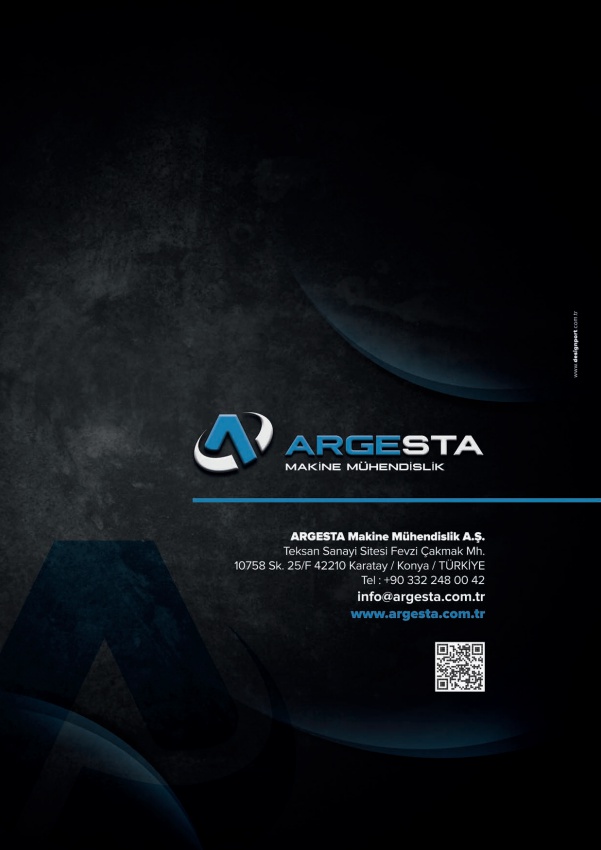 ARGESTA
MAKİNE MÜHENDİSLİK
ARGESTA Makine Mühendislik A.Ş.
Teksan Sanayi Sitesi Fevzi Çakmak Mh.
10758 Sk. 25/F 42210 Karatay / Konya / TÜRKİYE
Tel : +90 332 248 00 42
info@argesta.com.tr
www.argesta.com.tr
www.designport.com.tr